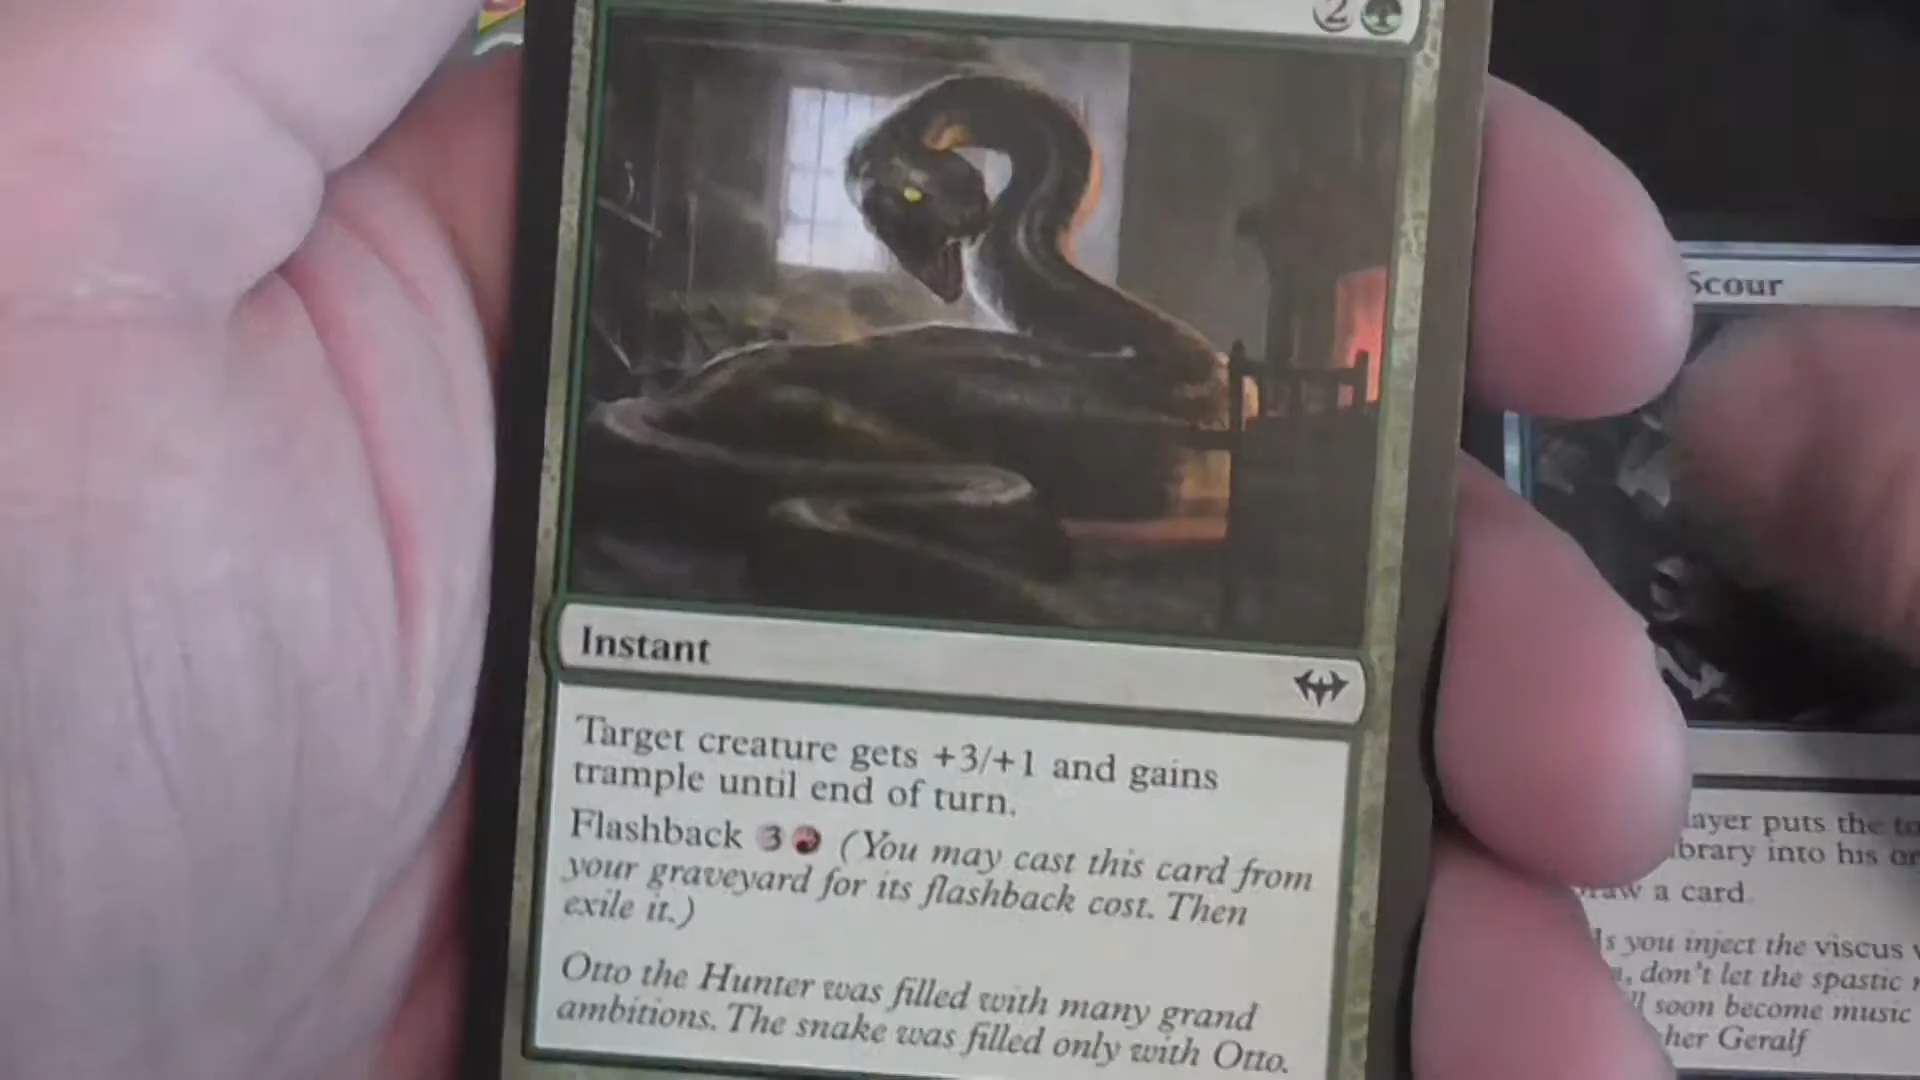 2
Instant
Target creature gets +3/+1 and gains
trample until end of turn.
Flashback 3 (You may cast this card from
your graveyard for its flashback cost. Then
exile it.)
Otto the Hunter was filled with many grand
ambitions. The snake was filled only with Otto.
Scour
puts the
into his
a card.
you inject the viscus
don't let the spastic
soon become music
Geralf